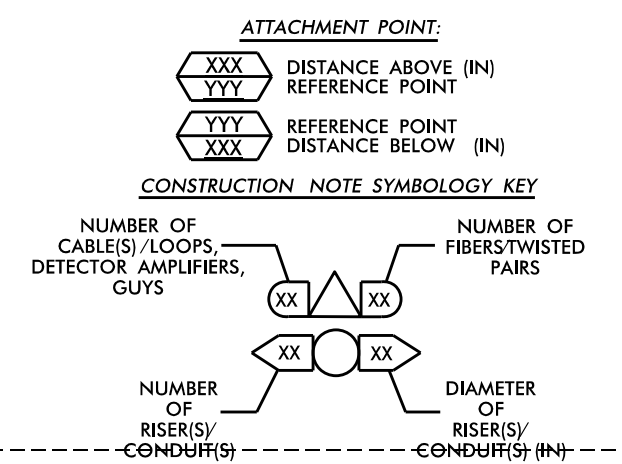 ATTACHMENT POINT:
XXX DISTANCE ABOVE (IN)
YYY REFERENCE POINT
YYY REFERENCE POINT
XXX DISTANCE BELOW (IN)
CONSTRUCTION NOTE SYMBOLOGY KEY
NUMBER OF
CABLE(S)/LOOPS,
DETECTOR AMPLIFIERS,
GUYS
NUMBER OF
FIBERS/TWISTED
PAIRS
XX XX
XX XX
NUMBER
OF
RISER(S)/
CONDUIT(S)
DIAMETER
OF
RISER(S)/
CONDUIT(S) (IN)